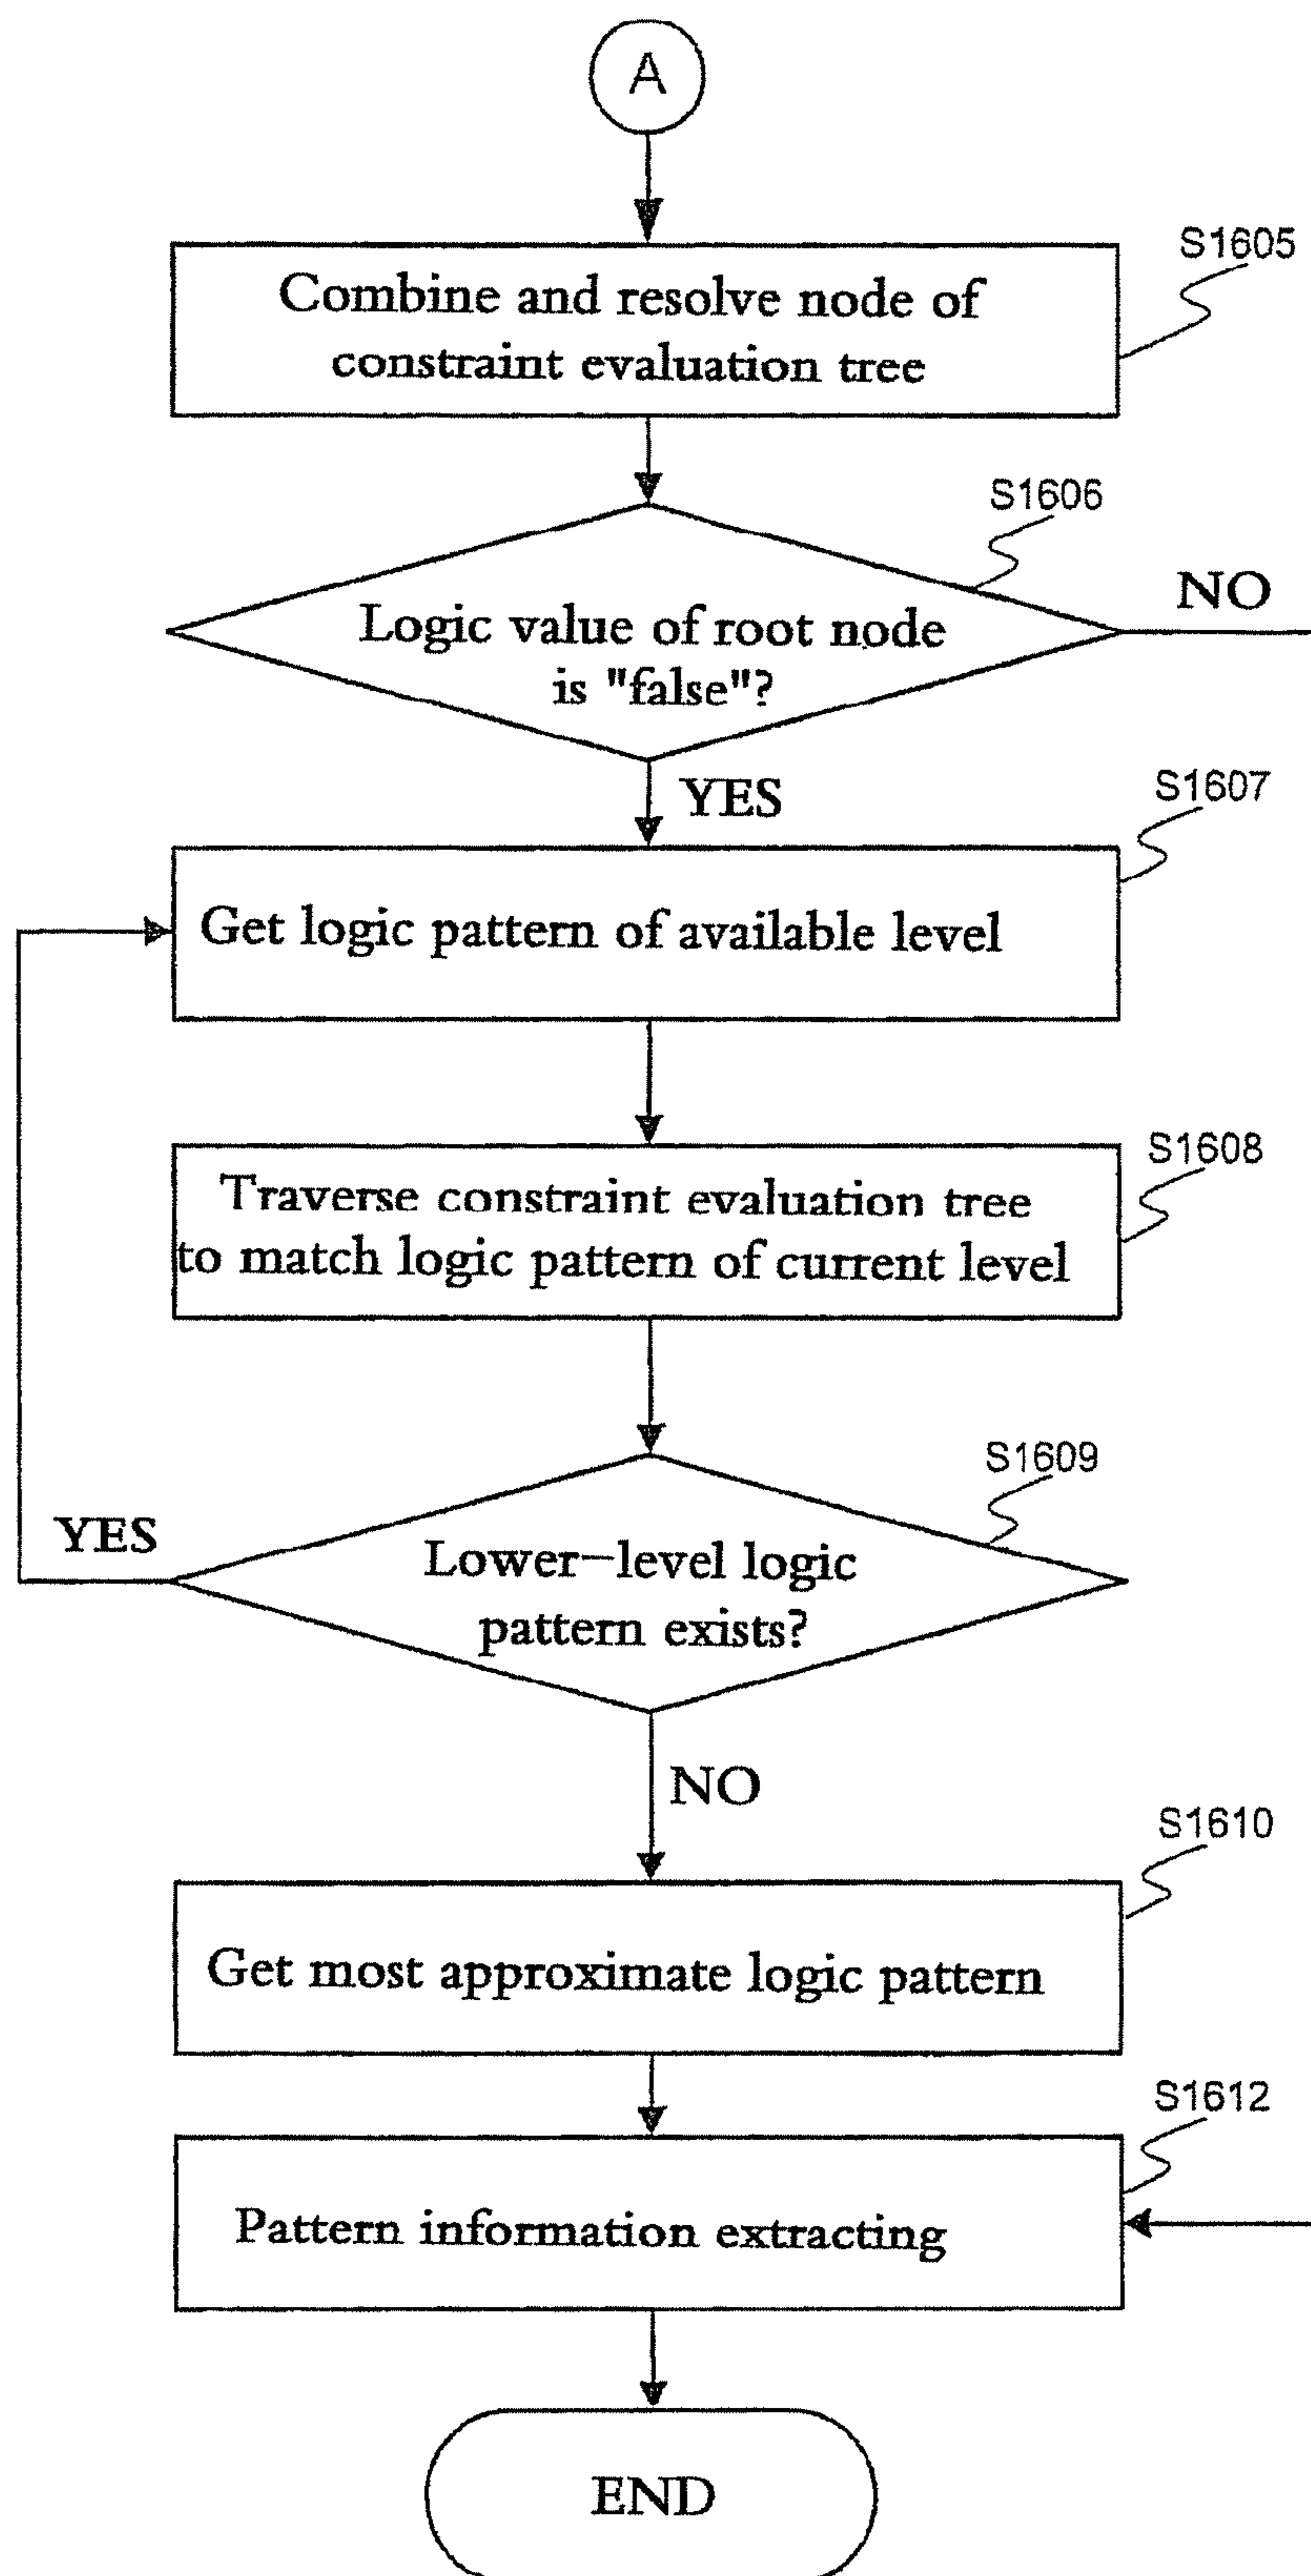 A
S1605
Combine and resolve node of
constraint evaluation tree
S1606
NO
Logic value of root node
is "false"?
YES
S1607
Get logic pattern of available level
S1608
Traverse constraint evaluation tree
to match logic pattern of current level
S1609
YES
Lower-level logic
pattern exists?
NO
S1610
Get most approximate logic pattern
S1612
Pattern information extracting
END